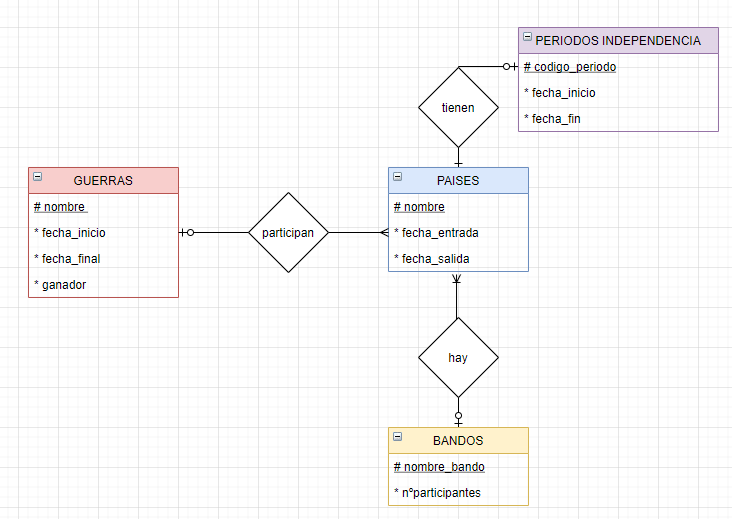 PERIODOS INDEPENDENCIA
# codigo_periodo
* fecha_inicio
* fecha_fin
tienen
GUERRAS
# nombre
* fecha_inicio
* fecha_final
* ganador
participan
PAISES
# nombre
* fecha_entrada
* fecha_salida
hay
BANDOS
# nombre_bando
* nºparticipantes